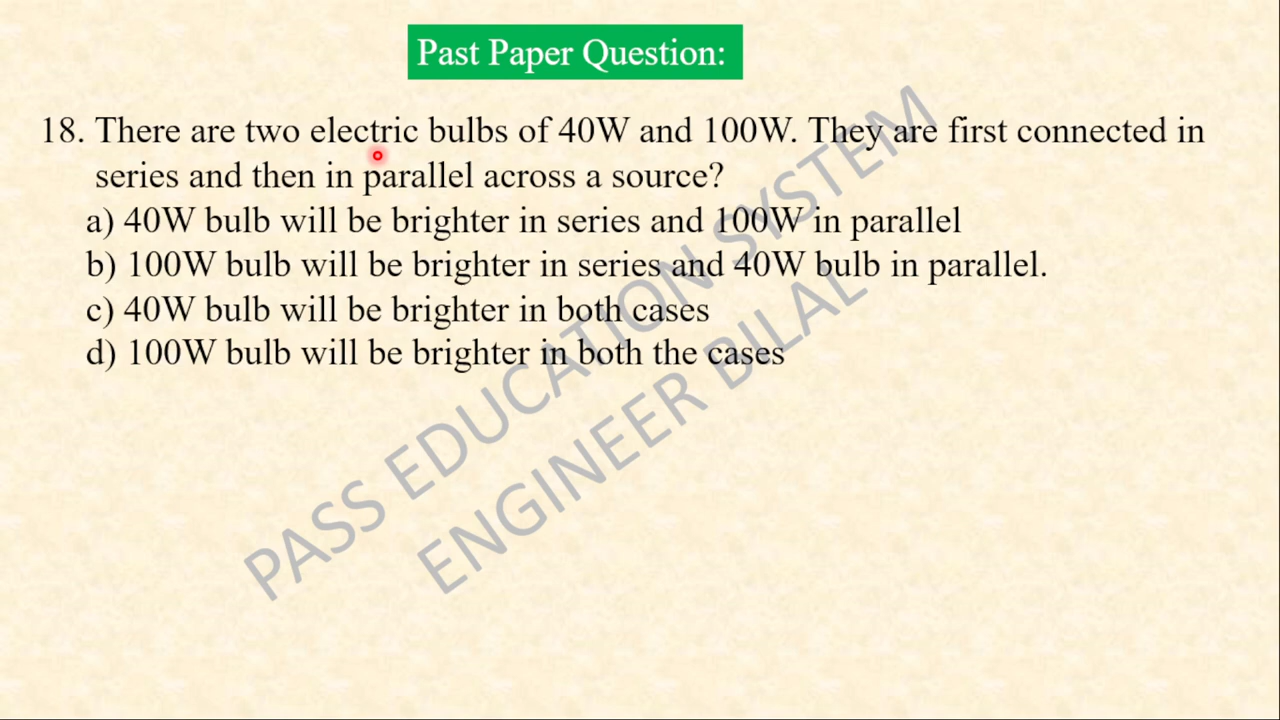 Past Paper Question:
18. There are two electric bulbs of 40W and 100W. They are first connected in
series and then in parallel across a source?
a) 40W bulb will be brighter in series and 100W in parallel
b) 100W bulb will be brighter in series and 40W bulb in parallel.
c) 40W bulb will be brighter in both cases
d) 100W bulb will be brighter in both the cases
PASS EDUCATION SYSTEM
ENGINEER BILAL